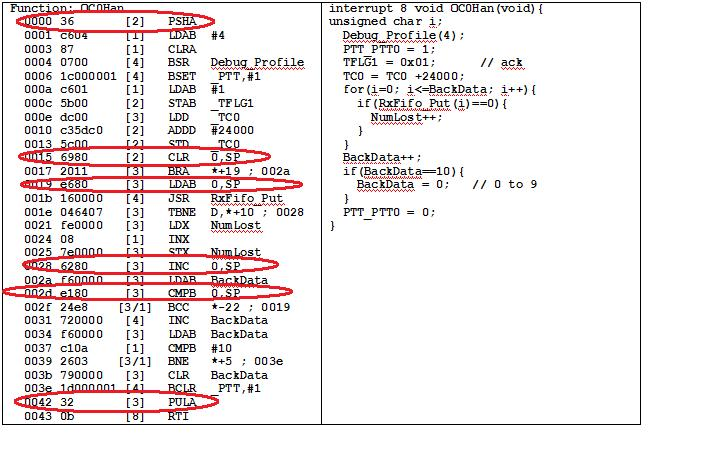 Function: OC0Han
0000 36 [2] PSHA
0001 c604 [1] LDAB #4
0003 87 [1] CLRA
0004 0700 [4] BSR Debug_Profile
0006 1c000001 [4] BSET _PTT,#1
000a c601 [1] LDAB #1
000c 5b00 [2] STAB _TFLG1
000e dc00 [3] LDD _TC0
0010 c35dc0 [2] ADDD #24000
0013 5c00 [2] STD _TC0
0015 6980 [2] CLR 0,SP
0017 2011 [3] BRA *+19 ; 002a
0019 e680 [3] LDAB 0,SP
001b 160000 [4] JSR RxFifo_Put
001e 046407 [3] TBNE D,*+10 ; 0028
0021 fe0000 [3] LDX NumLost
0024 08 [1] INX
0025 7e0000 [3] STX NumLost
0028 6280 [3] INC 0,SP
002a f60000 [3] LDAB BackData
002d e180 [3] CMPB 0,SP
002f 24e8 [3/1] BCC *-22 ; 0019
0031 720000 [4] INC BackData
0034 f60000 [3] LDAB BackData
0037 c10a [1] CMPB #10
0039 2603 [3/1] BNE *+5 ; 003e
003b 790000 [3] CLR BackData
003e 1d000001 [4] BCLR _PTT,#1
0042 32 [3] PULA
0043 0b [8] RTI
interrupt 8 void OC0Han(void){
unsigned char i;
Debug_Profile(4);
PTT_PTT0 = 1;
TFLG1 = 0x01; // ack
TC0 = TC0 +24000;
for(i=0; i<=BackData; i++){
if(RxFifo_Put(i)==0){
NumLost++;
}
}
BackData++;
if(BackData==10){
BackData = 0; // 0 to 9
}
PTT_PTT0 = 0;
}